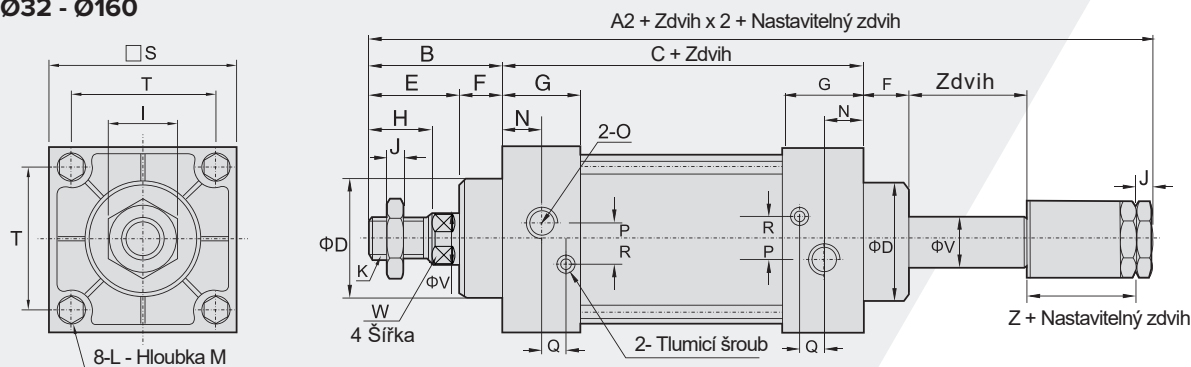 Ø32 - Ø160
A2 + Zdvih x 2 + Nastavitelný zdvih
S
B
C + Zdvih
T
E
F
G
G
F
Zdvih
I
H
N
N
J
2-O
J
T
ΦD
P
R
R
P
ΦD
ΦV
K
ΦV
W
4 Šířka
Z + Nastavitelný zdvih
Q
2- Tlumicí šroub
Q
8-L - Hloubka M